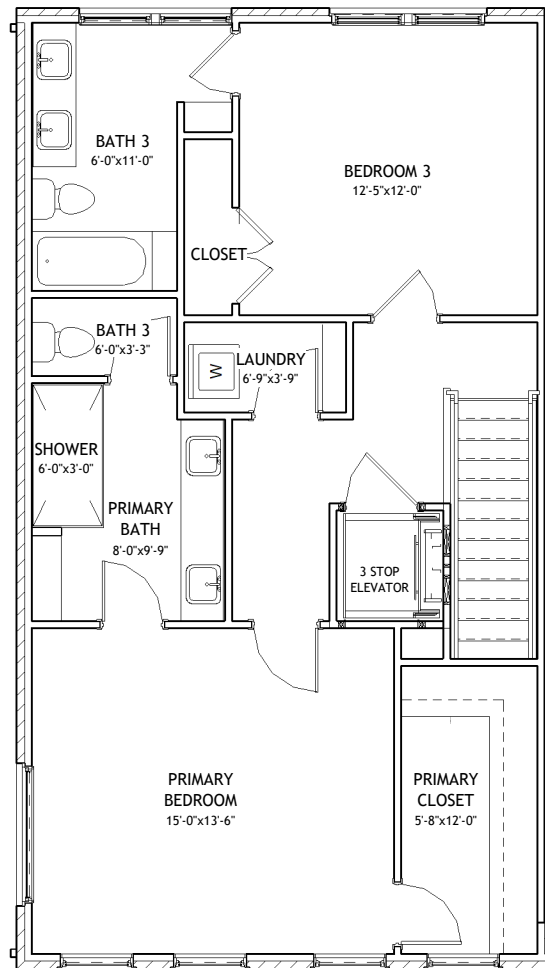 BATH 3
6'-0"x11'-0"
BEDROOM 3
12'-5"x12'-0"
CLOSET
BATH 3
6'-0"x3'-3"
LAUNDRY
6'-9"x3'-9"
W
SHOWER
6'-0"x3'-0"
PRIMARY
BATH
8'-0"x9'-9"
3 STOP
ELEVATOR
PRIMARY
BEDROOM
15'-0"x13'-6"
PRIMARY
CLOSET
5'-8"x12'-0"